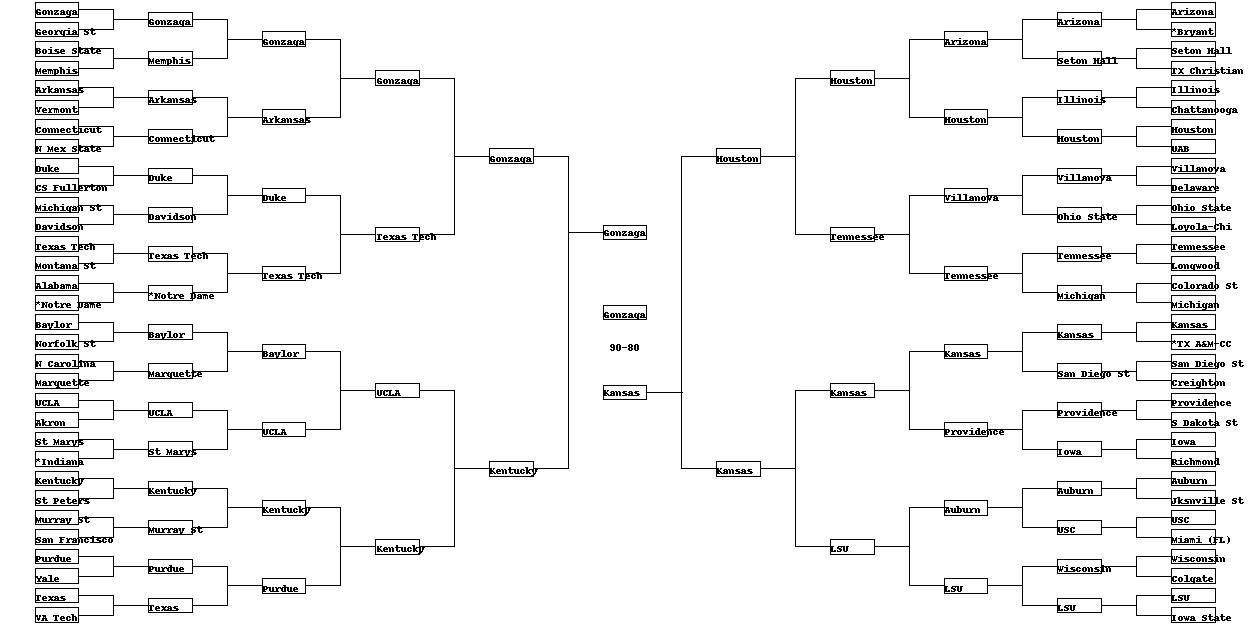 Gonzaga
Georgia St
Boise State
Memphis
Arkansas
Vermont
Connecticut
N Mex State
Duke
CS Fullerton
Michigan St
Davidson
Texas Tech
Montana St
Alabama
*Notre Dame
Baylor
Norfolk St
N Carolina
Marquette
UCLA
Akron
St Marys
*Indiana
Kentucky
St Peters
Murray St
San Francisco
Purdue
Yale
Texas
VA Tech
Gonzaga
Memphis
Arkansas
Connecticut
Duke
Davidson
Texas Tech
*Notre Dame
Baylor
Marquette
UCLA
St Marys
Kentucky
Murray St
Purdue
Texas
Gonzaga
Arkansas
Duke
Texas Tech
Baylor
UCLA
Kentucky
Purdue
Gonzaga
Texas Tech
UCLA
Kentucky
Gonzaga
Kentucky
Gonzaga
Gonzaga
90-80
Kansas
Houston
Kansas
Houston
Tennessee
Kansas
LSU
Arizona
Houston
Villanova
Tennessee
Kansas
Providence
Auburn
LSU
Arizona
Seton Hall
Illinois
Houston
Villanova
Ohio State
Tennessee
Michigan
Kansas
San Diego St
Providence
Iowa
Auburn
USC
Wisconsin
LSU
Arizona
*Bryant
Seton Hall
TX Christian
Illinois
Chattanooga
Houston
UAB
Villanova
Delaware
Ohio State
Loyola-Chi
Tennessee
Longwood
Colorado St
Michigan
Kansas
*TX A&M-CC
San Diego St
Creighton
Providence
S Dakota St
Iowa
Richmond
Auburn
Jksnville St
USC
Miami (FL)
Wisconsin
Colgate
LSU
Iowa State